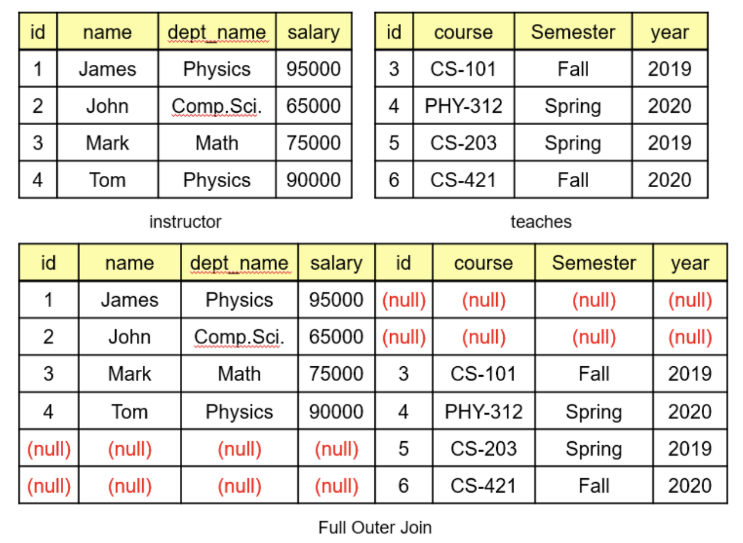 id name dept_name salary id course Semester year
1 James Physics 95000 3 CS-101 Fall 2019
2 John Comp.Sci. 65000 4 PHY-312 Spring 2020
3 Mark Math 75000 5 CS-203 Spring 2019
4 Tom Physics 90000 6 CS-421 Fall 2020
instructor teaches
id name dept_name salary id course Semester year
1 James Physics 95000 (null) (null) (null) (null)
2 John Comp.Sci. 65000 (null) (null) (null) (null)
3 Mark Math 75000 3 CS-101 Fall 2019
4 Tom Physics 90000 4 PHY-312 Spring 2020
(null) (null) (null) (null) 5 CS-203 Spring 2019
(null) (null) (null) (null) 6 CS-421 Fall 2020
Full Outer Join